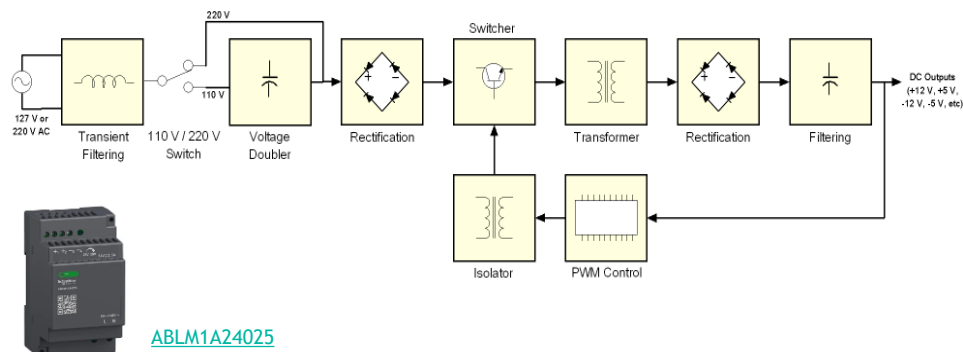 220 V
Switcher
110 V
127 V or
220 V AC
Transient
Filtering
110 V / 220 V
Switch
Voltage
Doubler
Rectification
Transformer
Rectification
Filtering
DC Outputs
(+12 V, +5 V,
-12 V, -5 V, etc)
Isolator
PWM Control
ABLM1A24025